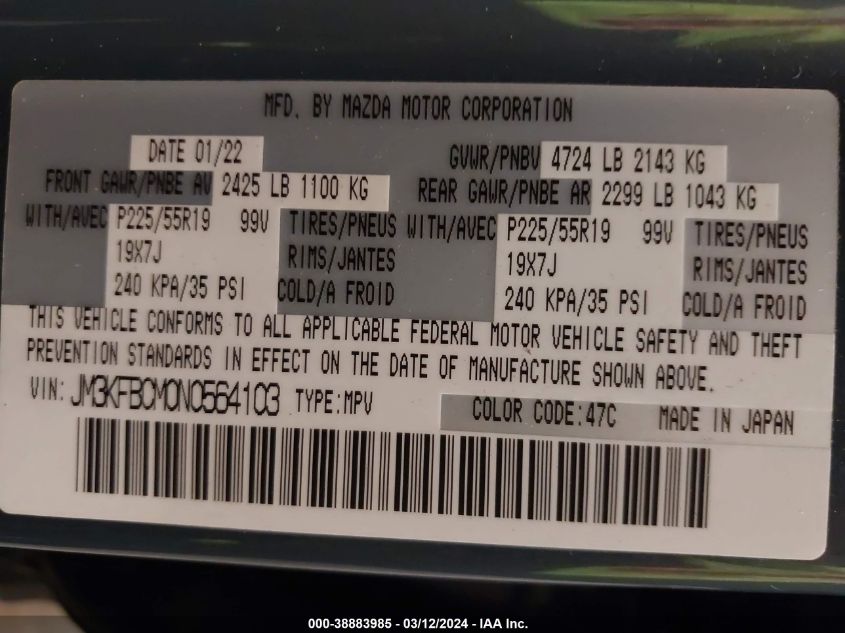 MFD. BY MAZDA MOTOR CORPORATION
DATE 01/22 GVWR/PNBV 4724 LB 2143 KG
FRONT GAWR/PNBE AV 2425 LB 1100 KG REAR GAWR/PNBE AR 2299 LB 1043 KG
WITH/AVEC P225/55R19 99V TIRES/PNEUS WITH/AVEC P225/55R19 99V TIRES/PNEUS
19X7J RIMS/JANTES 19X7J RIMS/JANTES
240 KPA/35 PSI COLD/A FROID 240 KPA/35 PSI COLD/A FROID
THIS VEHICLE CONFORMS TO ALL APPLICABLE FEDERAL MOTOR VEHICLE SAFETY AND THEFT
PREVENTION STANDARDS IN EFFECT ON THE DATE OF MANUFACTURE SHOWN ABOVE.
VIN: JM3KFBCM0N0564103 TYPE:MPV COLOR CODE:47C MADE IN JAPAN
000-38883985 - 03/12/2024 - IAA Inc.